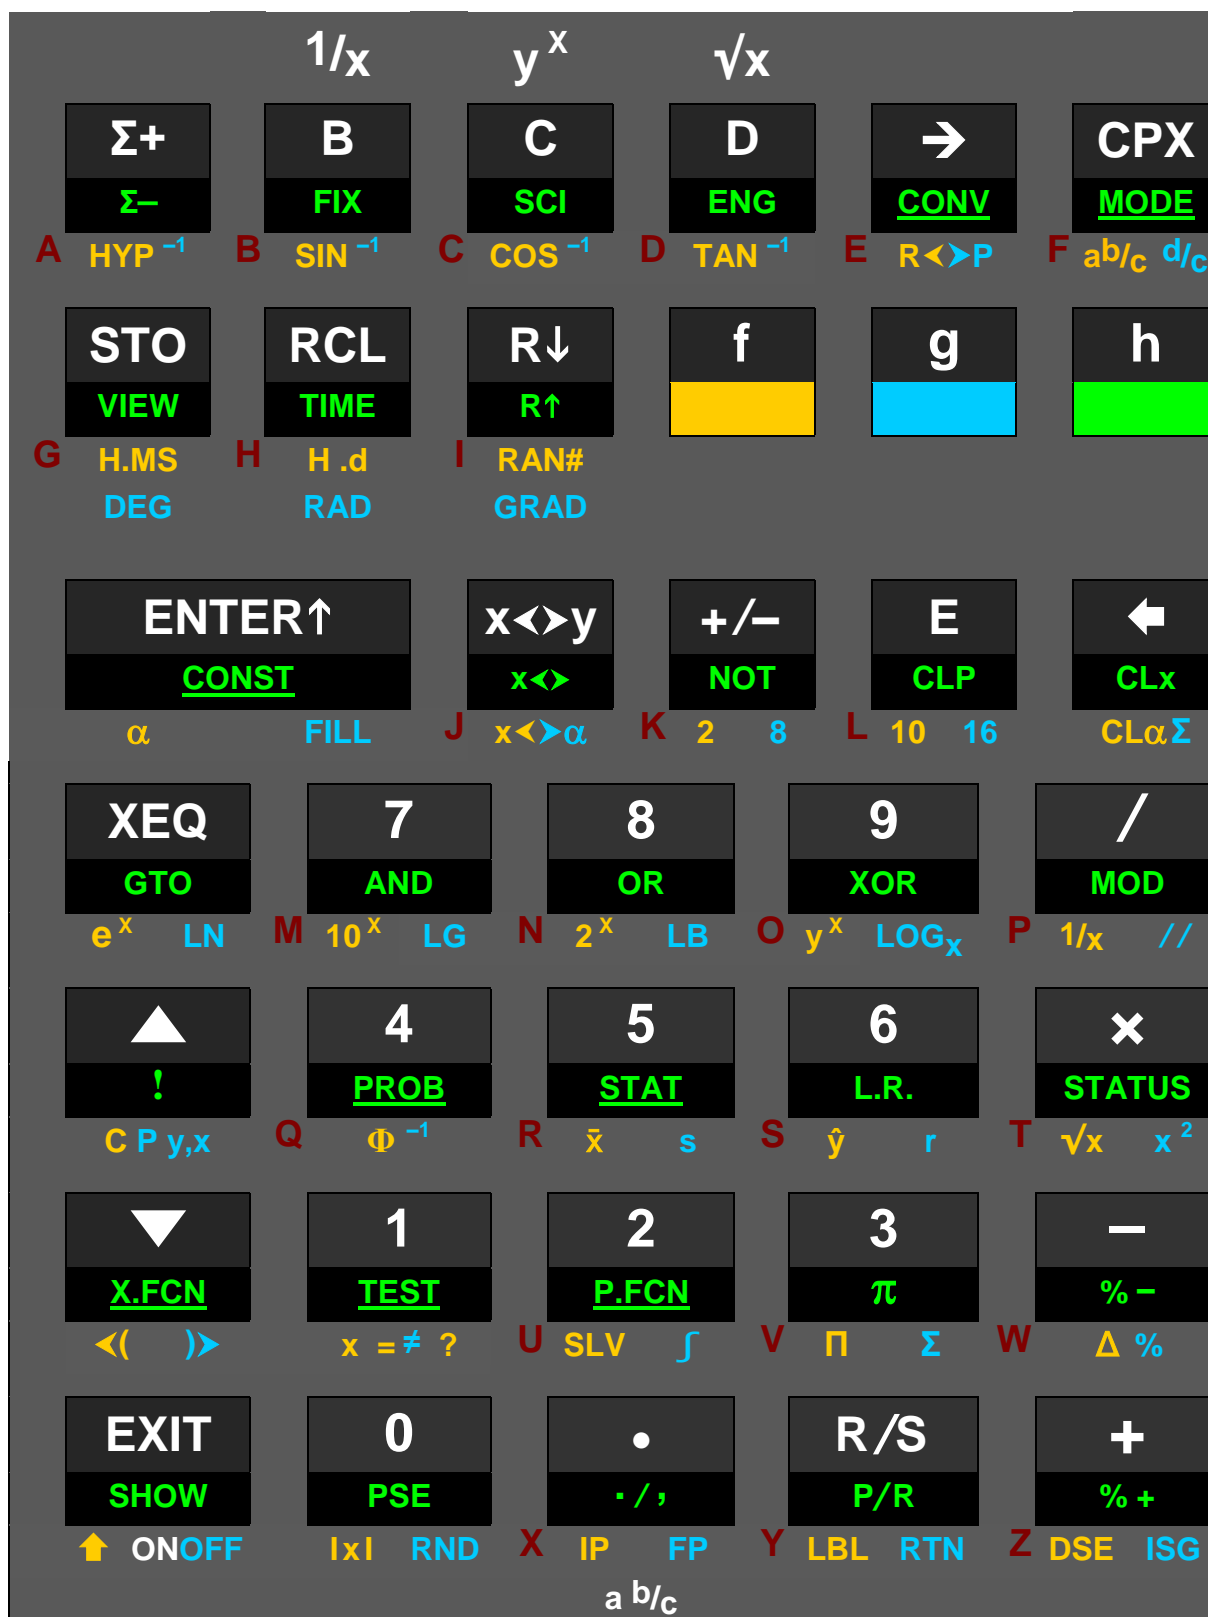 1/x y^x √x
Σ+ B C D → CPX
Σ− FIX SCI ENG CONV MODE
A HYP⁻¹ B SIN⁻¹ C COS⁻¹ D TAN⁻¹ E R<>P F ab/c d/c
STO RCL R↓ f g h
VIEW TIME R↑
G H.MS H H.d I RAN#
DEG RAD GRAD
ENTER↑ x<>y +/− E ←
CONST x<> NOT CLP CLx
α FILL J x<>α K 2 8 L 10 16 CLαΣ
XEQ 7 8 9 /
GTO AND OR XOR MOD
e^x LN M 10^x LG N 2^x LB O y^x LOGx P 1/x //
▲ 4 5 6 ×
! PROB STAT L.R. STATUS
C P y,x Q Φ⁻¹ R x̄ s S ŷ r T √x x²
▼ 1 2 3 −
X.FCN TEST P.FCN π %−
<( )> x =≠ ? U SLV ∫ V Π Σ W Δ %
EXIT 0 • R/S +
SHOW PSE ·/, P/R %+
↑ ONOFF IxI RND X IP FP Y LBL RTN Z DSE ISG
a b/c